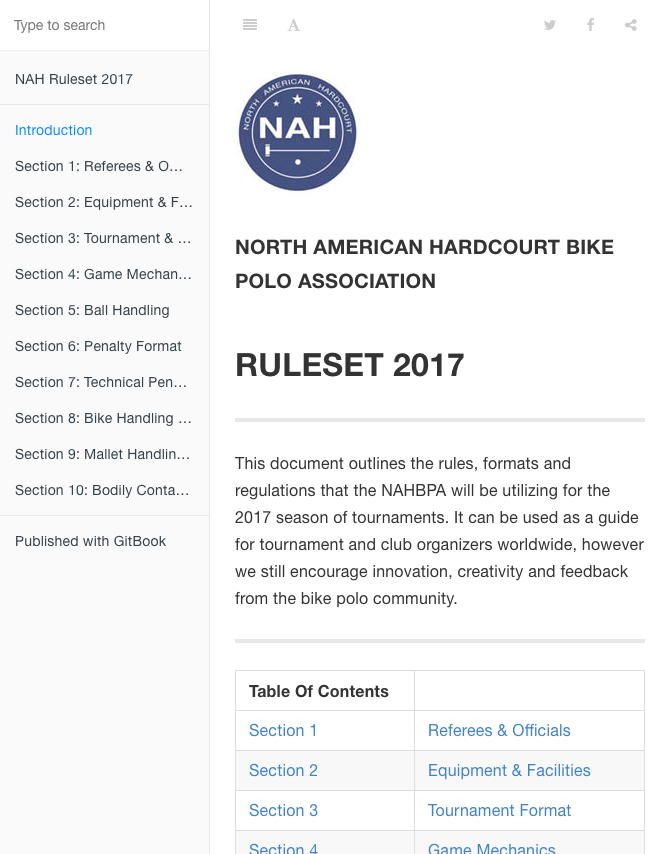 Type to search
NAH Ruleset 2017
Introduction
Section 1: Referees & O…
Section 2: Equipment & F…
Section 3: Tournament & …
Section 4: Game Mechan…
Section 5: Ball Handling
Section 6: Penalty Format
Section 7: Technical Pen…
Section 8: Bike Handling …
Section 9: Mallet Handlin…
Section 10: Bodily Conta…
Published with GitBook
A
NORTH AMERICAN HARDCOURT
NAH
NORTH AMERICAN HARDCOURT BIKE
POLO ASSOCIATION
RULESET 2017
This document outlines the rules, formats and
regulations that the NAHBPA will be utilizing for the
2017 season of tournaments. It can be used as a guide
for tournament and club organizers worldwide, however
we still encourage innovation, creativity and feedback
from the bike polo community.
Table Of Contents
Section 1 Referees & Officials
Section 2 Equipment & Facilities
Section 3 Tournament Format
Section 4 Game Mechanics